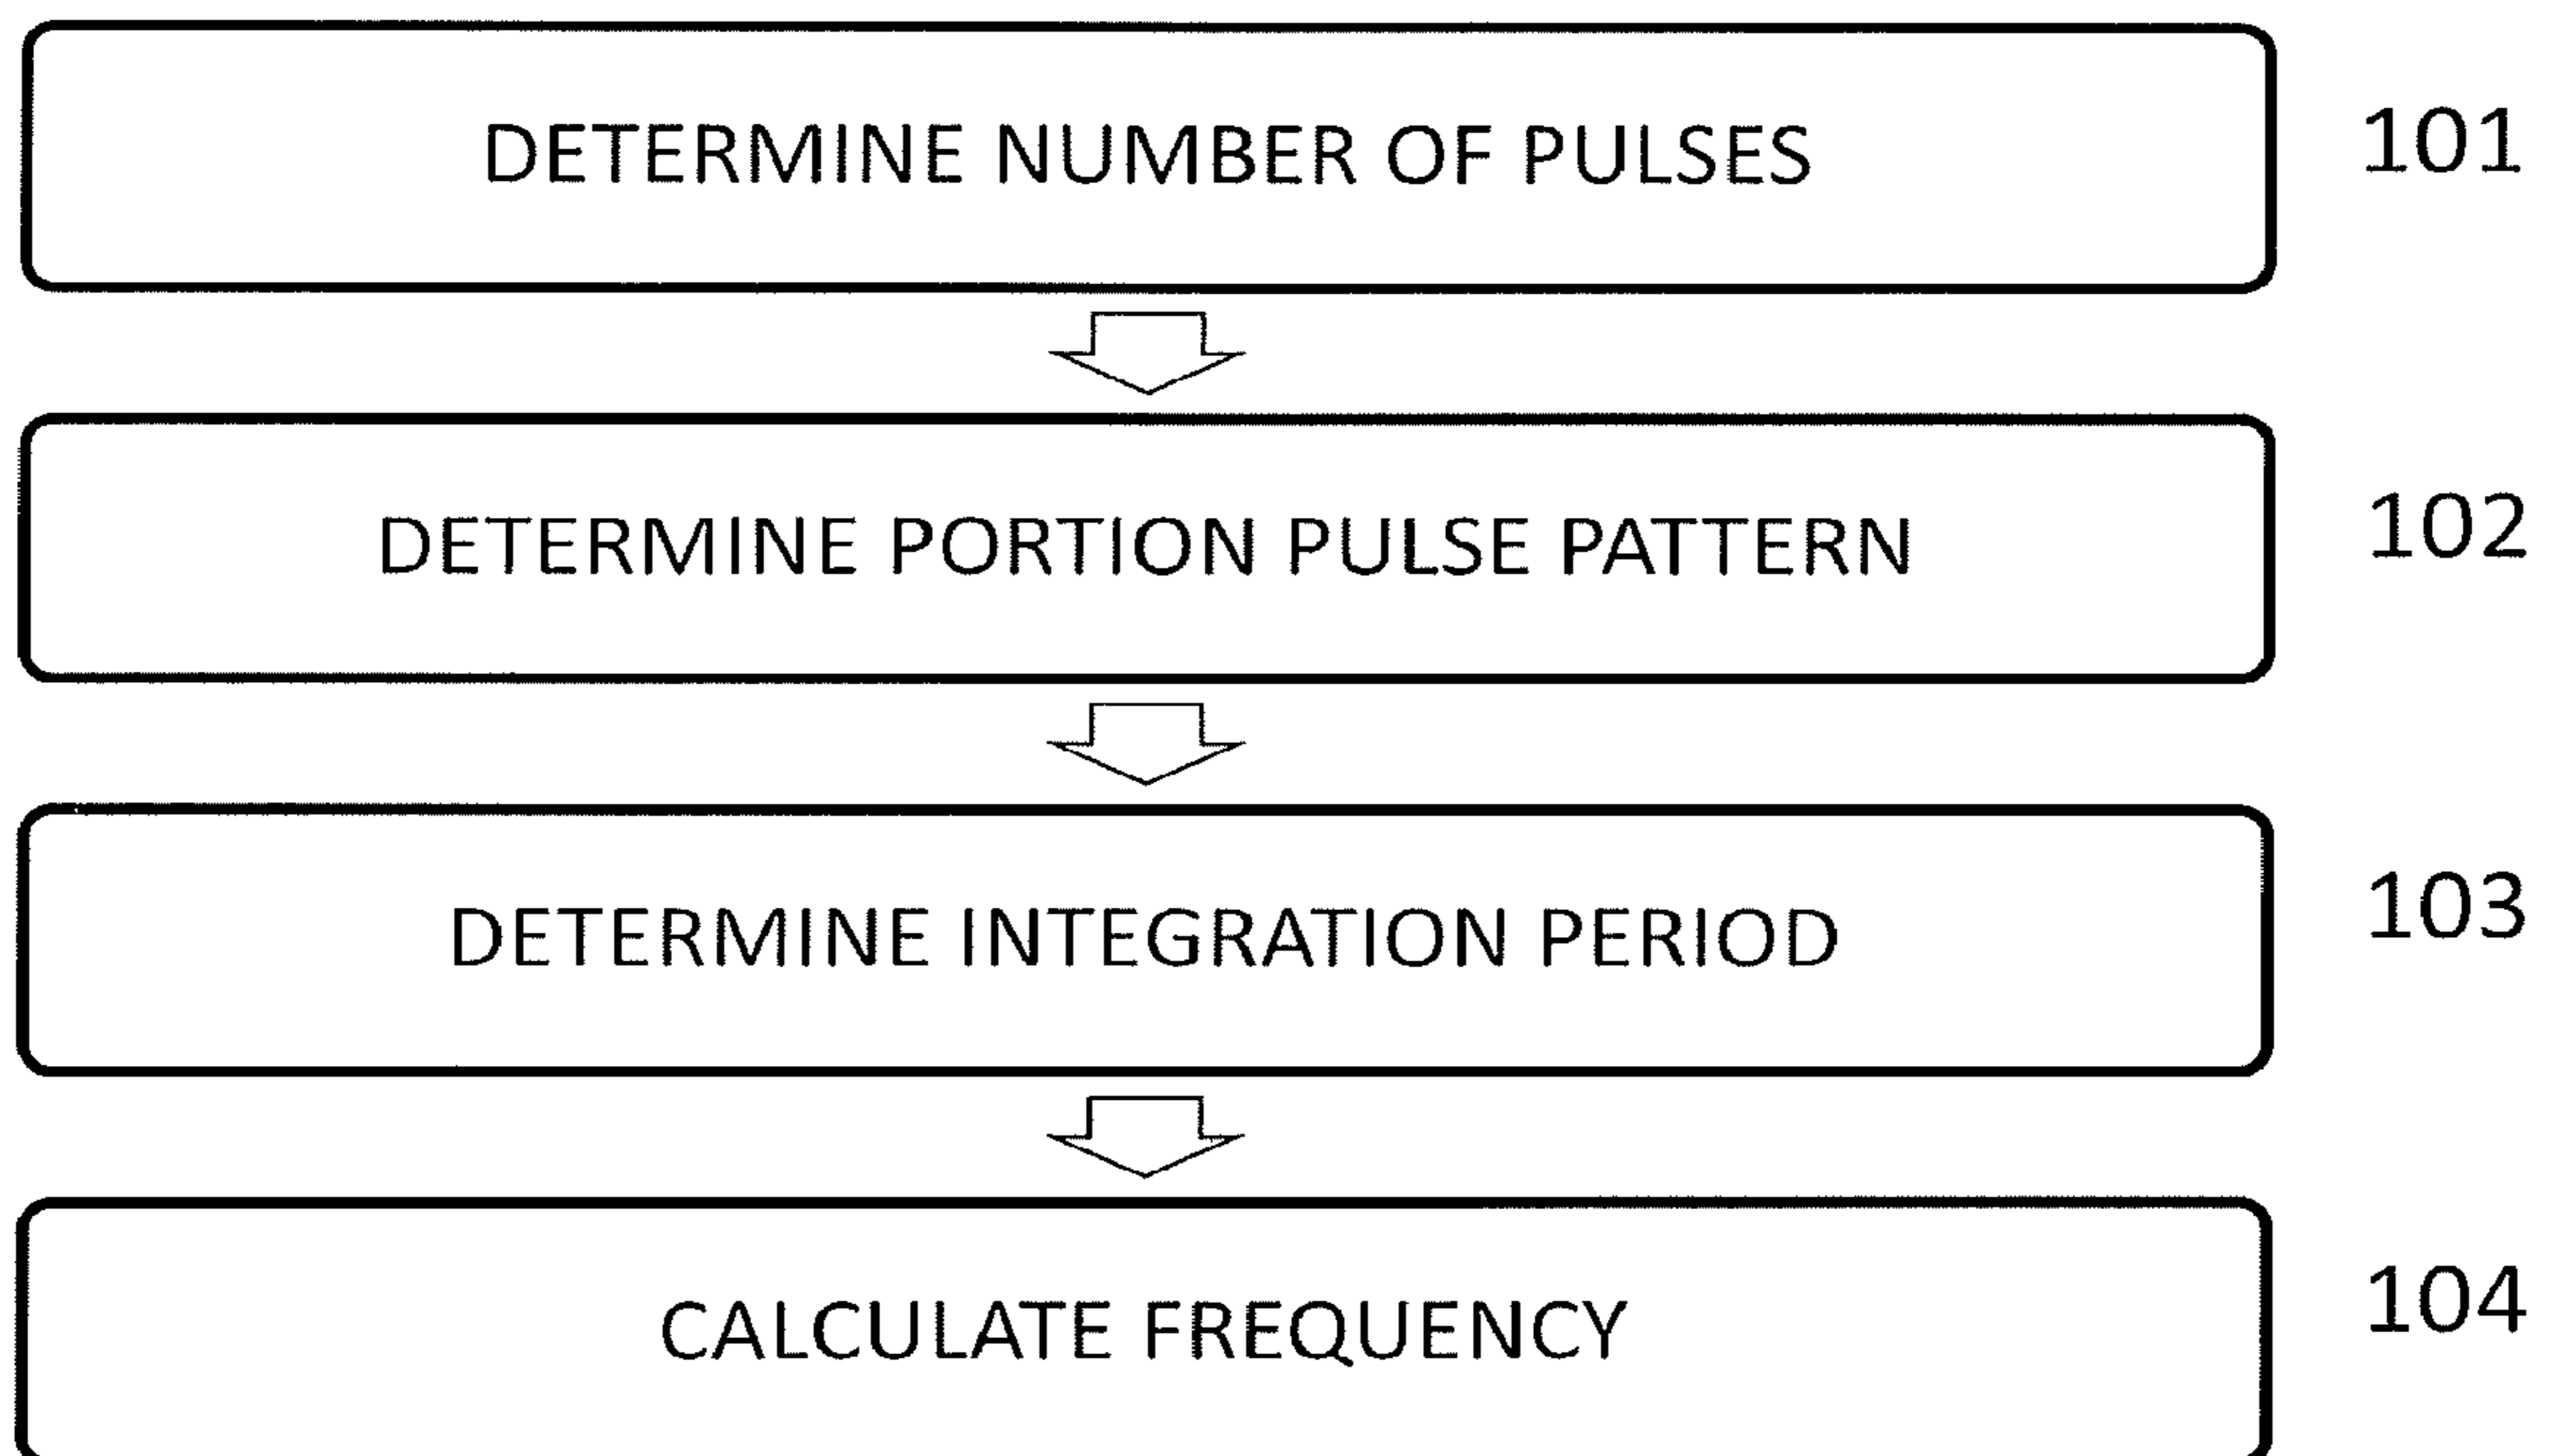 DETERMINE NUMBER OF PULSES 101
DETERMINE PORTION PULSE PATTERN 102
DETERMINE INTEGRATION PERIOD 103
CALCULATE FREQUENCY 104